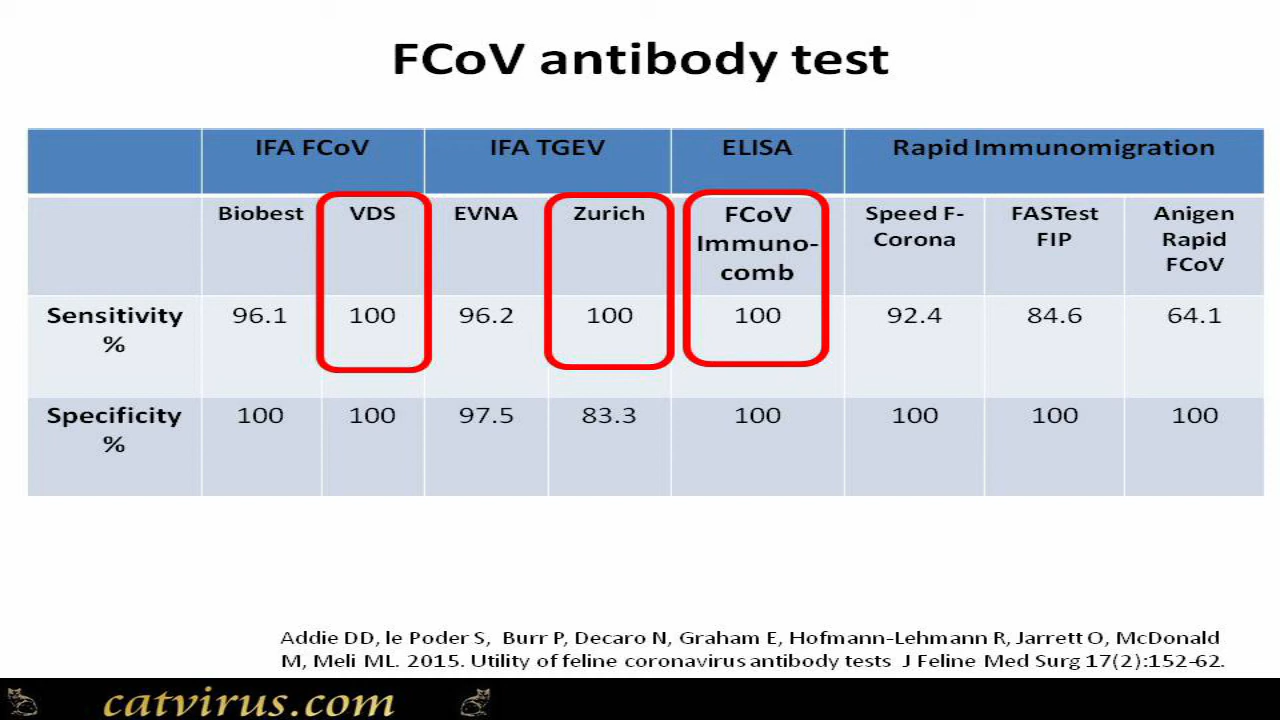 FCoV antibody test
IFA FCoV IFA TGEV ELISA Rapid Immunomigration
Biobest VDS EVNA Zurich FCoV Immuno-comb Speed F-Corona FASTest FIP Anigen Rapid FCoV
Sensitivity % 96.1 100 96.2 100 100 92.4 84.6 64.1
Specificity % 100 100 97.5 83.3 100 100 100 100
Addie DD, le Poder S, Burr P, Decaro N, Graham E, Hofmann-Lehmann R, Jarrett O, McDonald
M, Meli ML. 2015. Utility of feline coronavirus antibody tests J Feline Med Surg 17(2):152-62.
catvirus.com